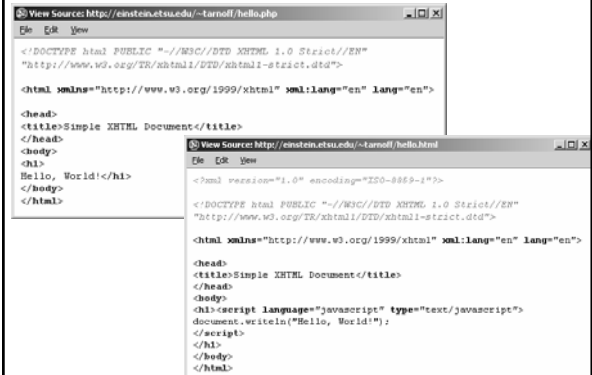 View Source: http://einstein.etsu.edu/~tarnoff/hello.php
File Edit View
<!DOCTYPE html PUBLIC "-//W3C//DTD XHTML 1.0 Strict//EN"
"http://www.w3.org/TR/xhtml1/DTD/xhtml1-strict.dtd">
<html xmlns="http://www.w3.org/1999/xhtml" xml:lang="en" lang="en">
<head>
<title>Simple XHTML Document</title>
</head>
<body>
<h1>
Hello, World!</h1>
</body>
</html>
View Source: http://einstein.etsu.edu/~tarnoff/hello.html
File Edit View
<?xml version="1.0" encoding="ISO-8859-1"?>
<!DOCTYPE html PUBLIC "-//W3C//DTD XHTML 1.0 Strict//EN"
"http://www.w3.org/TR/xhtml1/DTD/xhtml1-strict.dtd">
<html xmlns="http://www.w3.org/1999/xhtml" xml:lang="en" lang="en">
<head>
<title>Simple XHTML Document</title>
</head>
<body>
<h1><script language="javascript" type="text/javascript">
document.writeln("Hello, World!");
</script>
</h1>
</body>
</html>